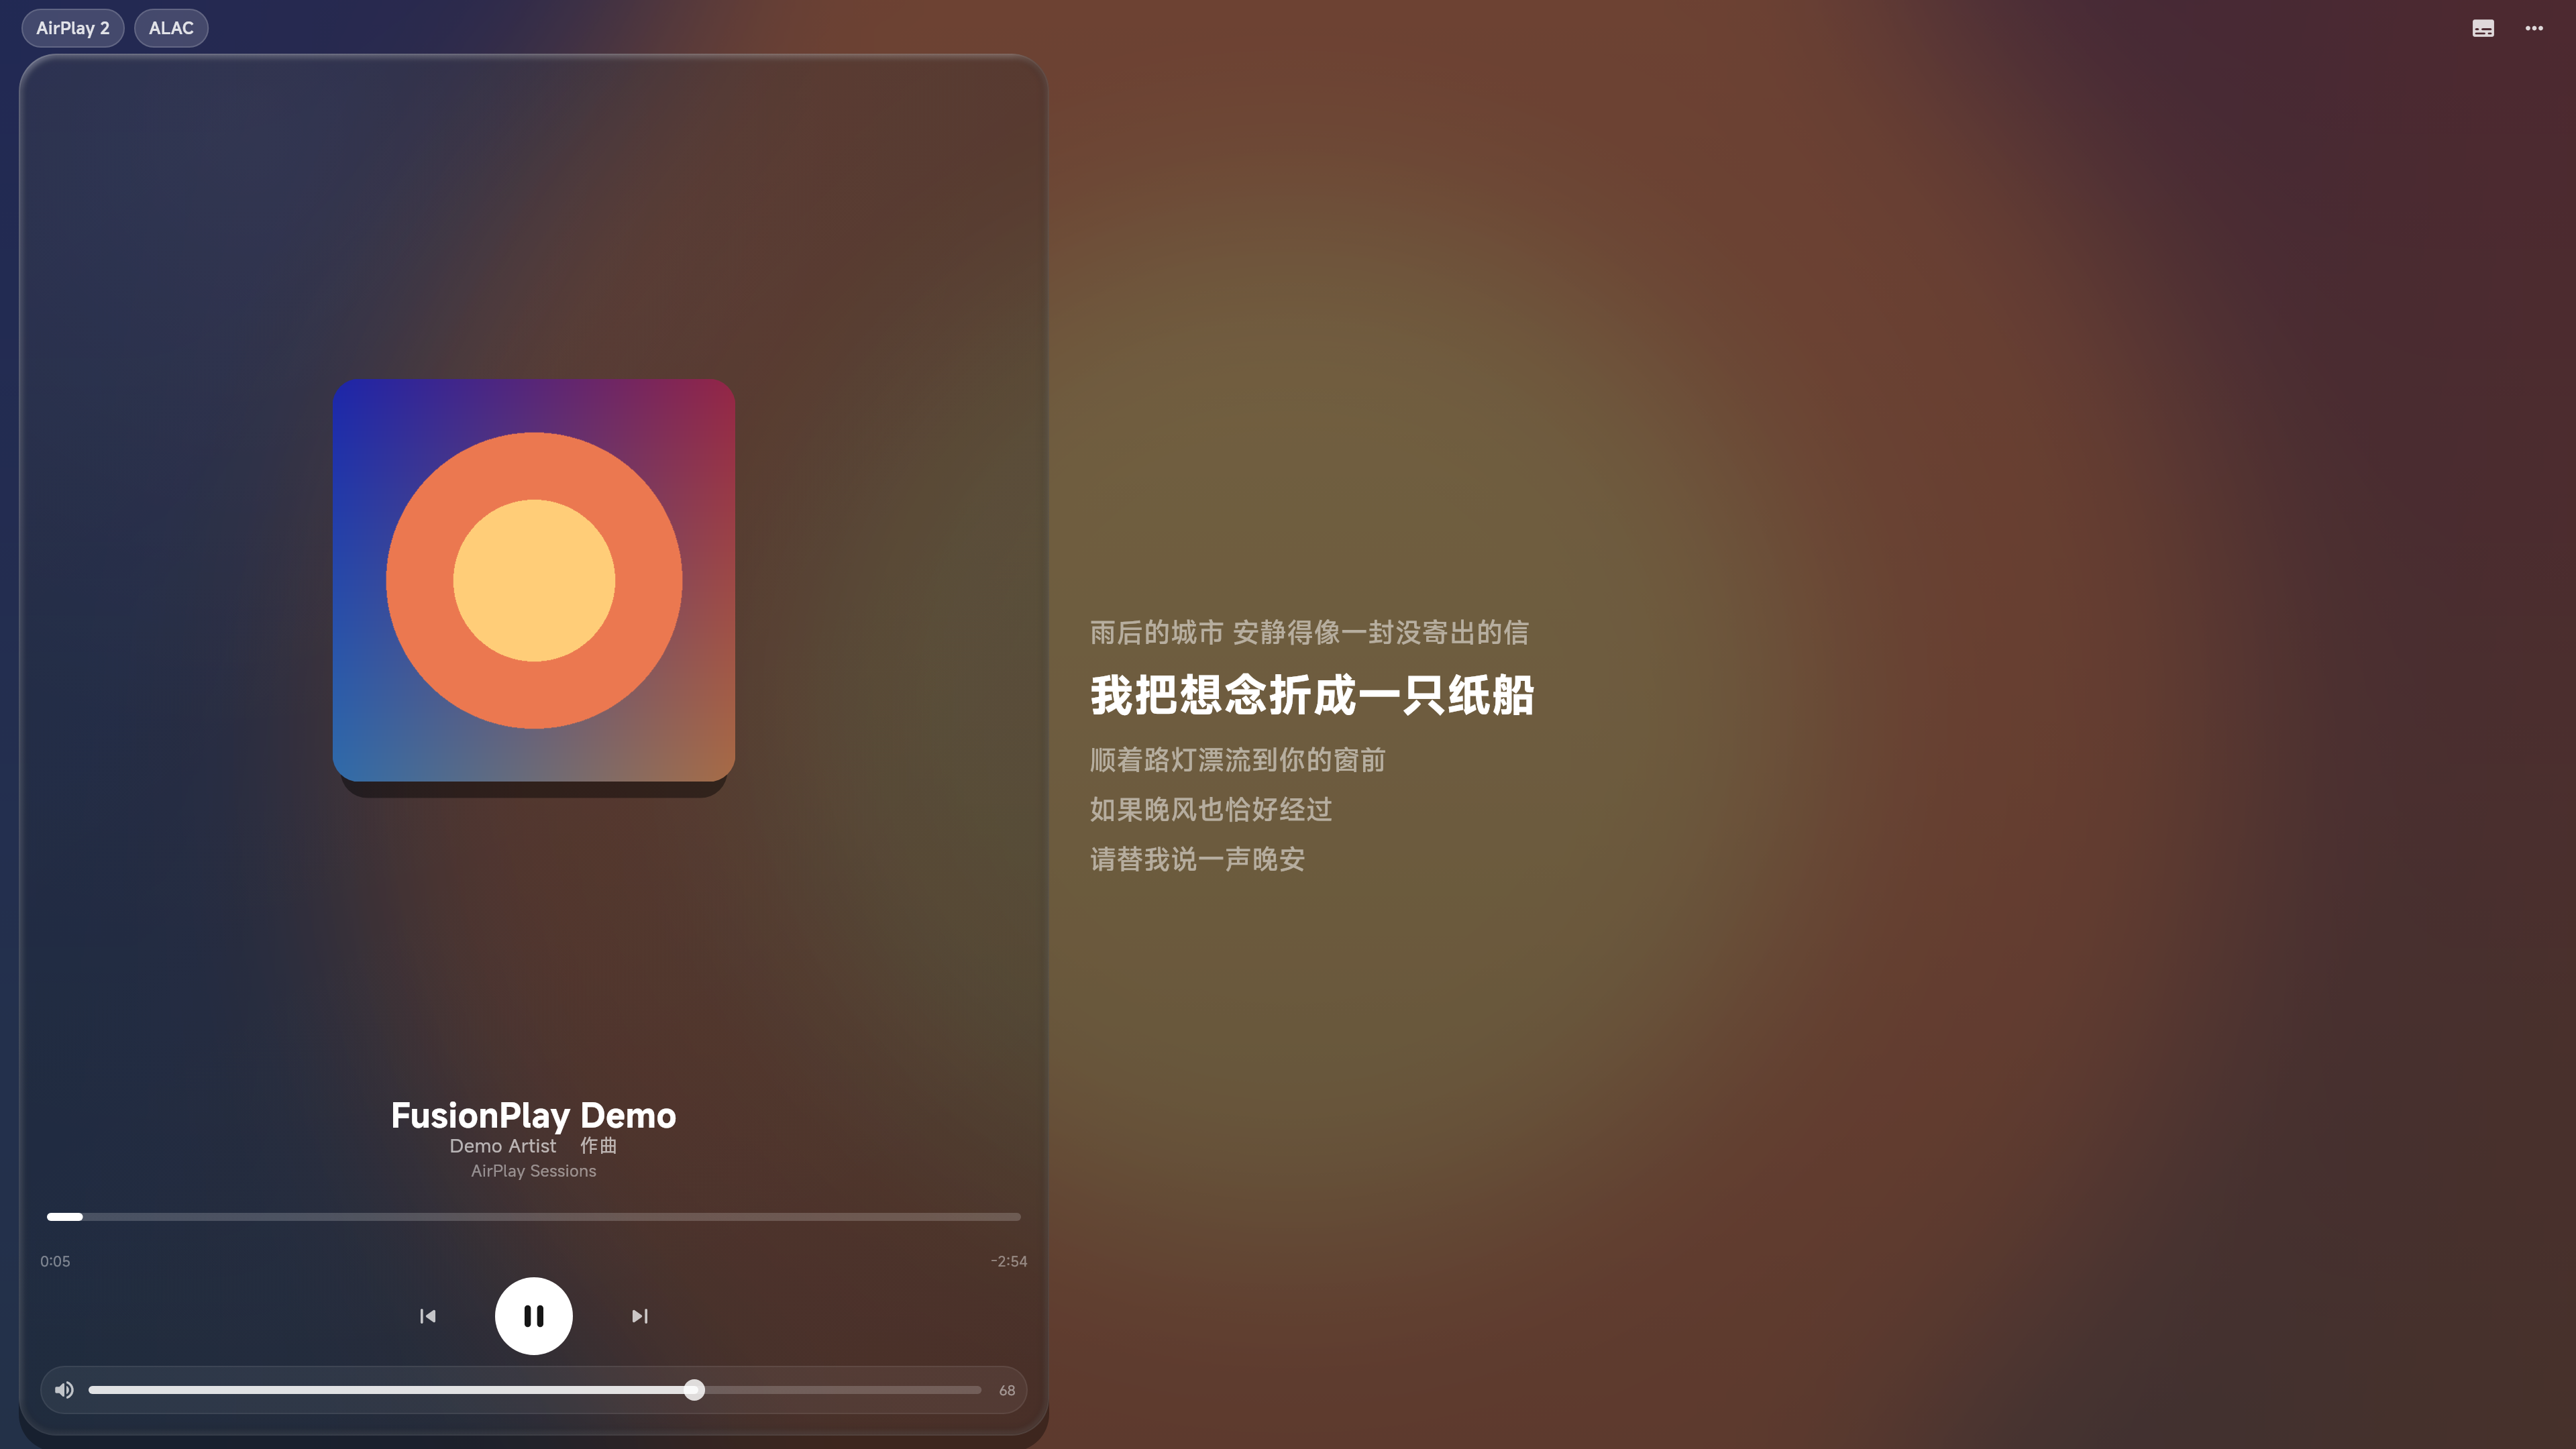 AirPlay 2 ALAC
FusionPlay Demo
Demo Artist 作曲
AirPlay Sessions
0:05 -2:54
68
雨后的城市 安静得像一封没寄出的信
我把想念折成一只纸船
顺着路灯漂流到你的窗前
如果晚风也恰好经过
请替我说一声晚安